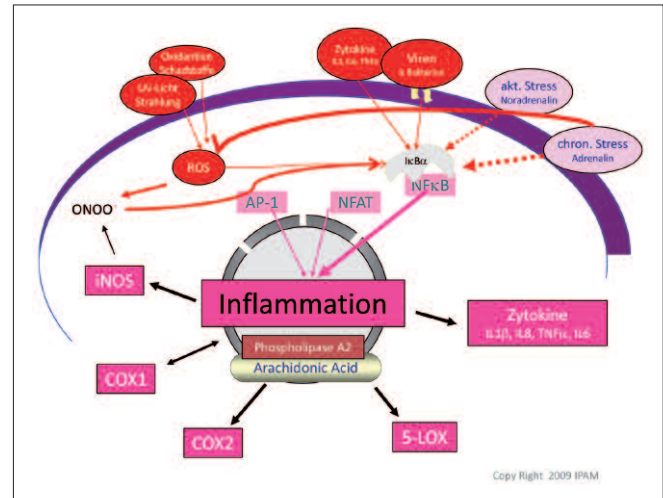 Oxidantien
Schadstoffe
UV-Licht
Strahlung
Zytokine
Viren
& Bakterien
akt. Stress
Noradrenalin
chron. Stress
Adrenalin
ROS
IκBα
NFκB
AP-1
NFAT
ONOO⁻
iNOS
Inflammation
Zytokine
IL1β, IL8, TNFα, IL6
Phospholipase A2
Arachidonic Acid
COX1
COX2
5-LOX
Copy Right 2009 IPAM